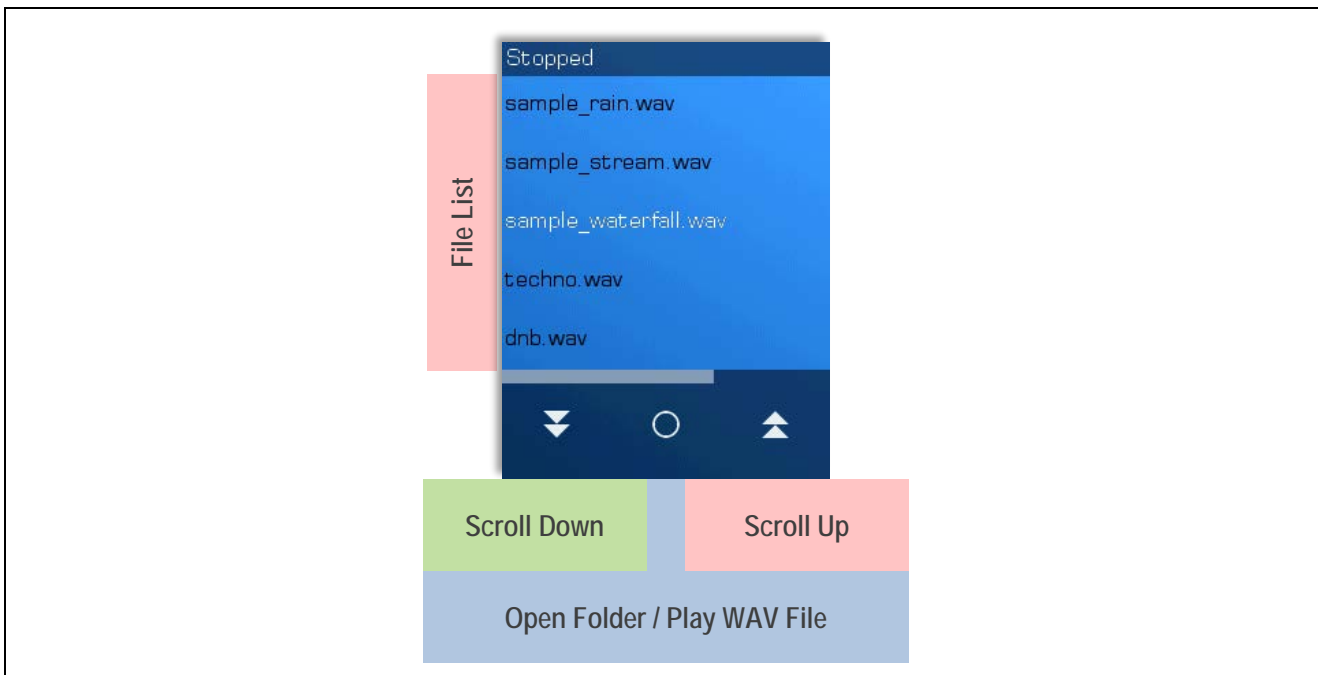 Stopped
sample_rain.wav
sample_stream.wav
sample_waterfall.wav
techno.wav
dnb.wav
File List
Scroll Down
Scroll Up
Open Folder / Play WAV File